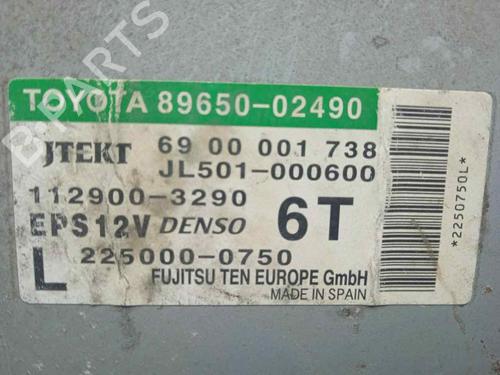 B-PARTS
TOYOTA 89650-02490
JTEKT 69 00 001 738
JL501-000600
112900-3290
EPS12V DENSO 6T
L 225000-0750
FUJITSU TEN EUROPE GmbH
MADE IN SPAIN
*2250750L*